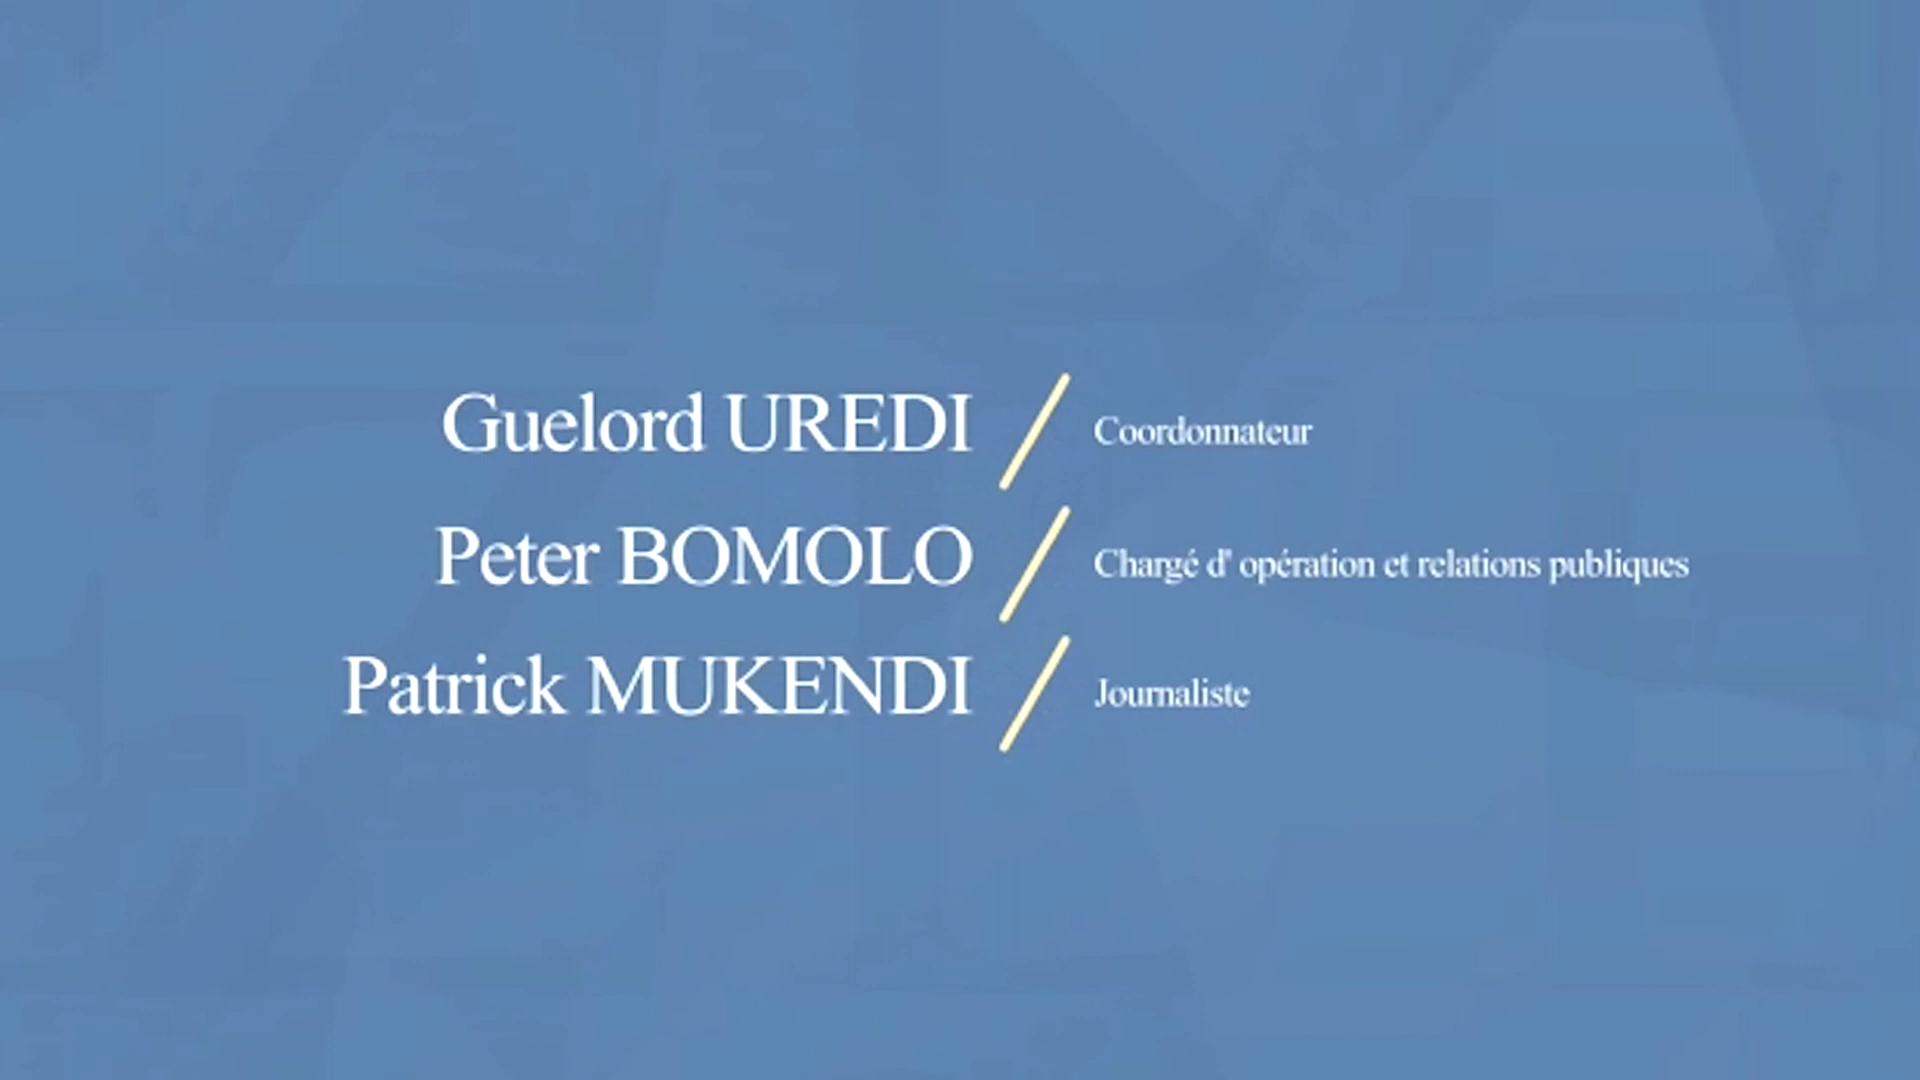 Guelord UREDI / Coordonnateur
Peter BOMOLO / Chargé d' opération et relations publiques
Patrick MUKENDI / Journaliste